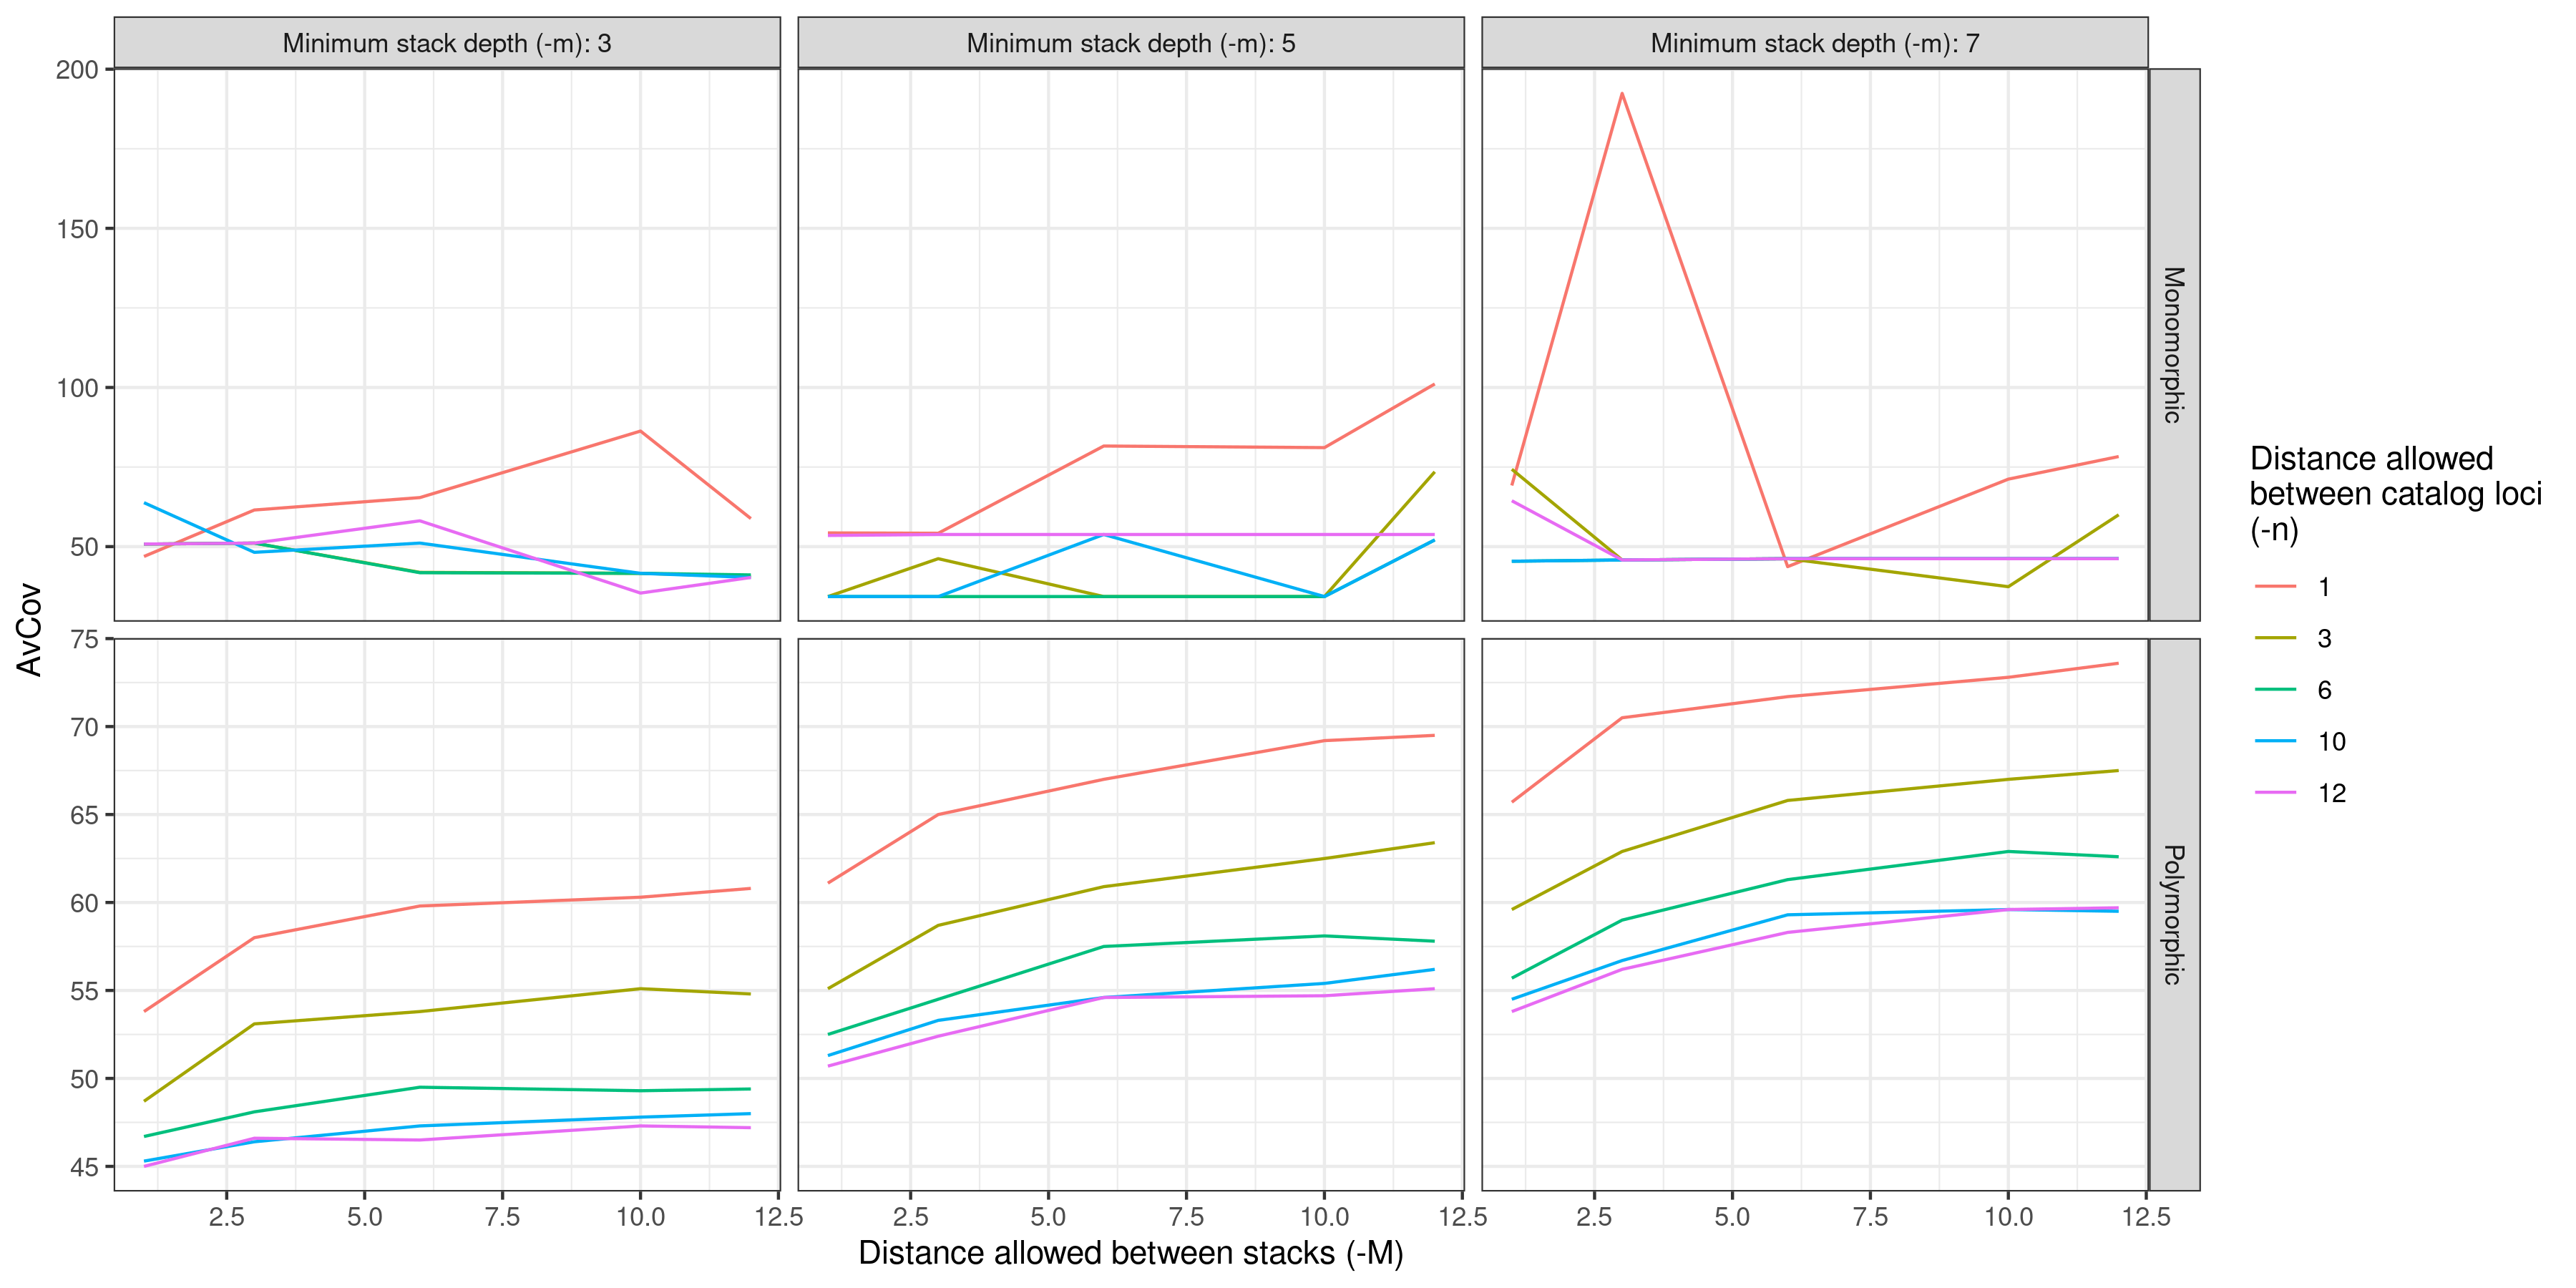 Minimum stack depth (-m): 3
Minimum stack depth (-m): 5
Minimum stack depth (-m): 7
200
150
100
50
Monomorphic
AvCov
75
70
65
60
55
50
45
Polymorphic
2.5 5.0 7.5 10.0 12.5
2.5 5.0 7.5 10.0 12.5
2.5 5.0 7.5 10.0 12.5
Distance allowed between stacks (-M)
Distance allowed
between catalog loci
(-n)
1
3
6
10
12